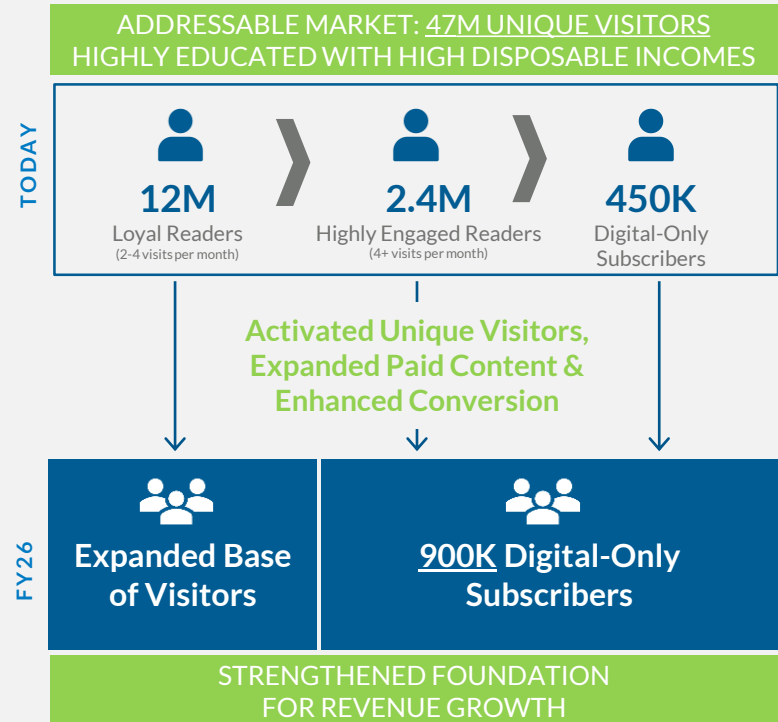 ADDRESSABLE MARKET: 47M UNIQUE VISITORS
HIGHLY EDUCATED WITH HIGH DISPOSABLE INCOMES
TODAY
12M
Loyal Readers
(2-4 visits per month)
2.4M
Highly Engaged Readers
(4+ visits per month)
450K
Digital-Only
Subscribers
Activated Unique Visitors,
Expanded Paid Content &
Enhanced Conversion
FY26
Expanded Base
of Visitors
900K Digital-Only
Subscribers
STRENGTHENED FOUNDATION
FOR REVENUE GROWTH